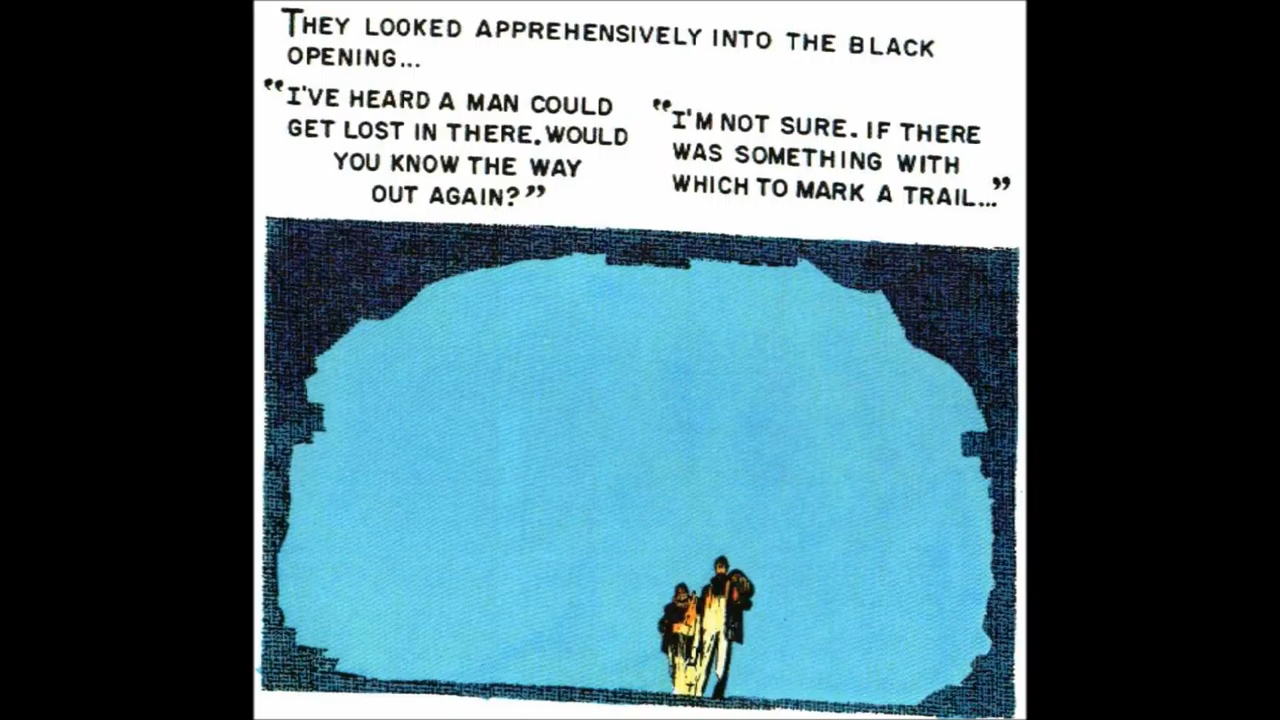 THEY LOOKED APPREHENSIVELY INTO THE BLACK
OPENING...
"I'VE HEARD A MAN COULD
GET LOST IN THERE. WOULD
YOU KNOW THE WAY
OUT AGAIN?"
"I'M NOT SURE. IF THERE
WAS SOMETHING WITH
WHICH TO MARK A TRAIL..."